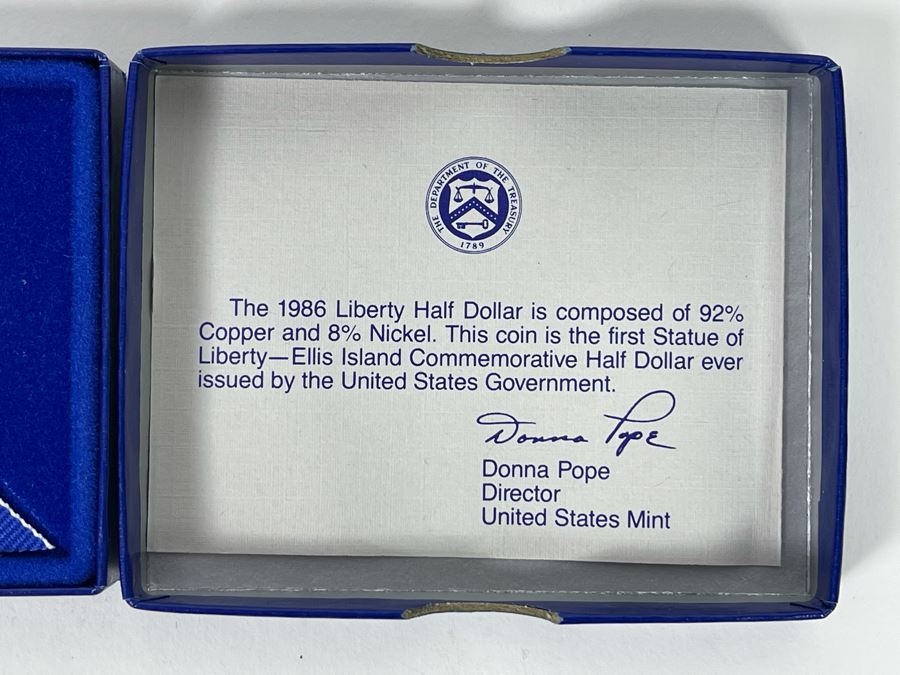 THE DEPARTMENT OF THE TREASURY
1789
The 1986 Liberty Half Dollar is composed of 92%
Copper and 8% Nickel. This coin is the first Statue of
Liberty—Ellis Island Commemorative Half Dollar ever
issued by the United States Government.
Donna Pope
Donna Pope
Director
United States Mint